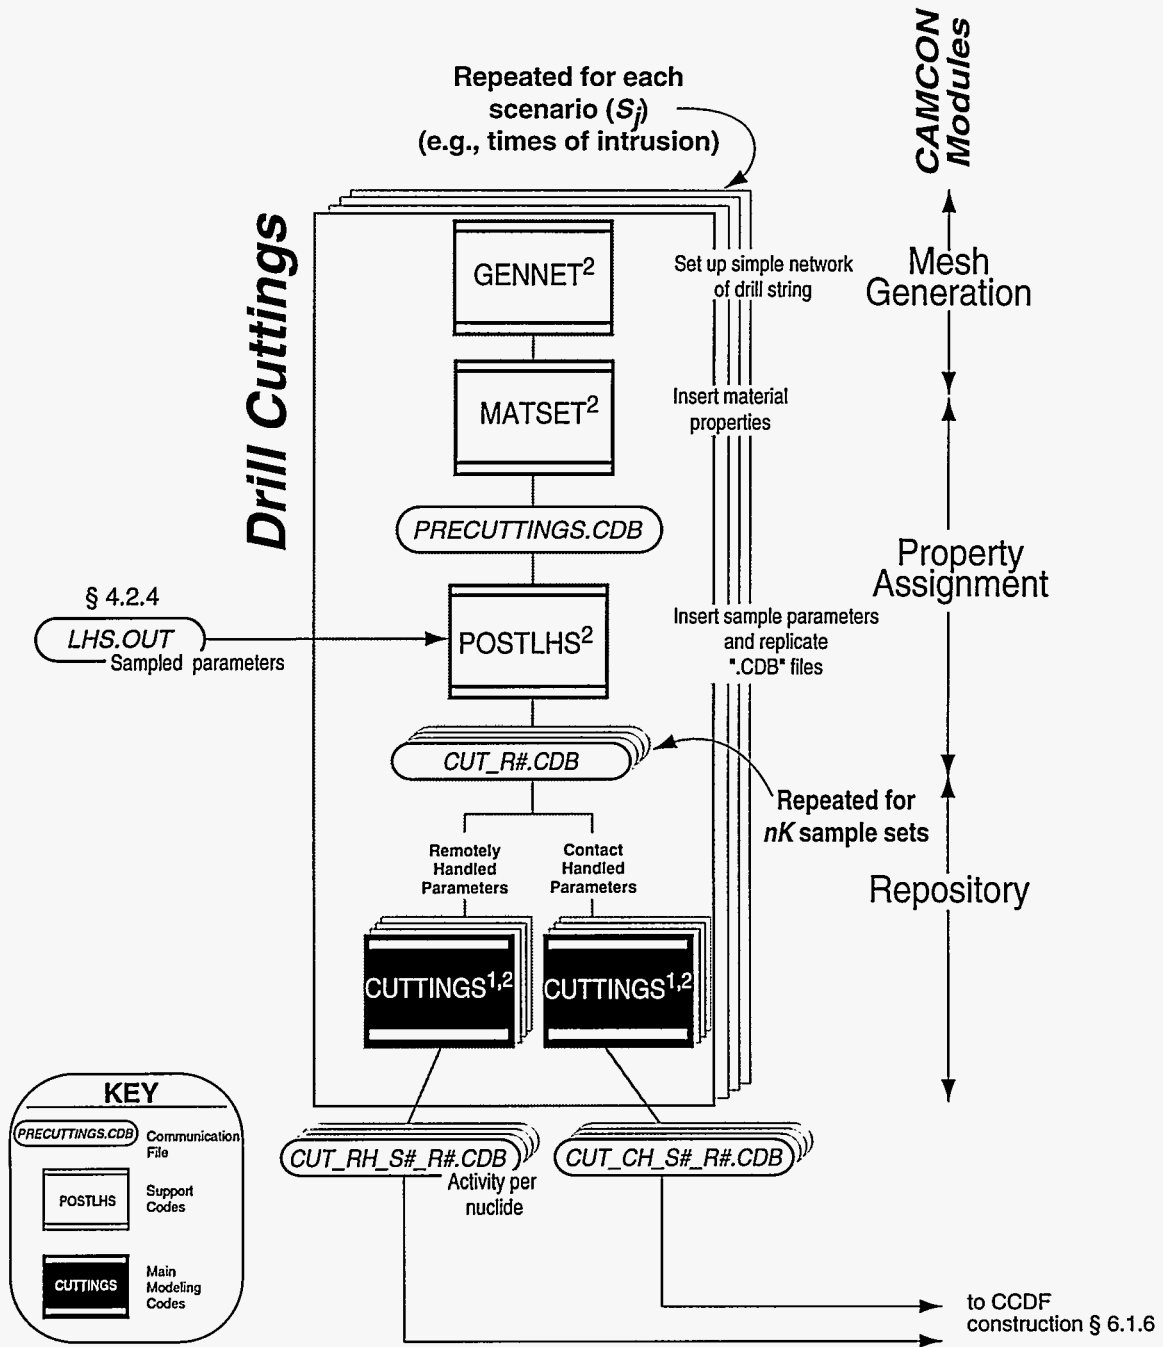 CAMCON
Modules
Repeated for each
scenario (Sj)
(e.g., times of intrusion)
Drill Cuttings
GENNET2
Set up simple network
of drill string
Mesh
Generation
MATSET2
Insert material
properties
PRECUTTINGS.CDB
Property
Assignment
§ 4.2.4
LHS.OUT
Sampled parameters
POSTLHS2
Insert sample parameters
and replicate
".CDB" files
CUT_R#.CDB
Repeated for
nK sample sets
Remotely
Handled
Parameters
Contact
Handled
Parameters
Repository
CUTTINGS1,2
CUTTINGS1,2
KEY
PRECUTTINGS.CDB
Communication
File
POSTLHS
Support
Codes
CUTTINGS
Main
Modeling
Codes
CUT_RH_S#_R#.CDB
Activity per
nuclide
CUT_CH_S#_R#.CDB
to CCDF
construction § 6.1.6